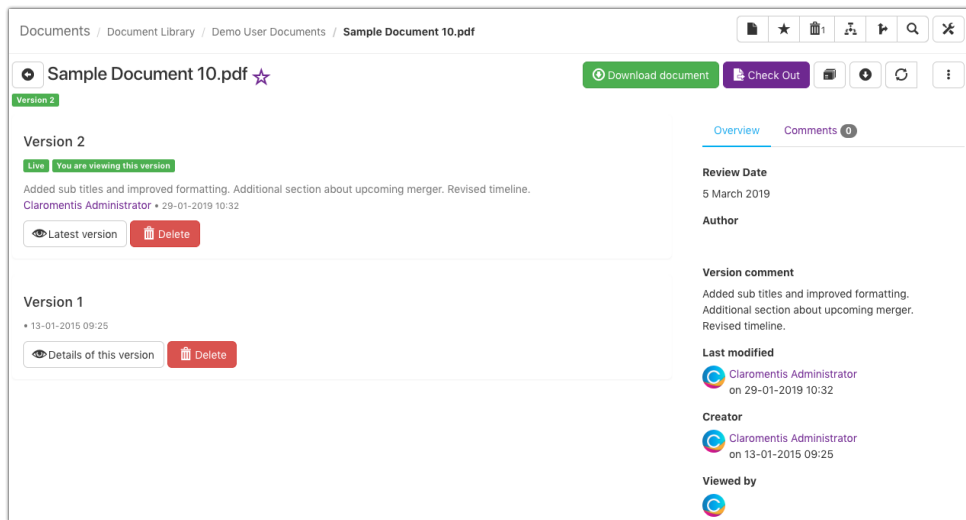 Documents / Document Library / Demo User Documents / Sample Document 10.pdf
1
Sample Document 10.pdf
Download document
Check Out
Version 2
Version 2
Live
You are viewing this version
Added sub titles and improved formatting. Additional section about upcoming merger. Revised timeline.
Claromentis Administrator • 29-01-2019 10:32
Latest version
Delete
Version 1
• 13-01-2015 09:25
Details of this version
Delete
Overview
Comments 0
Review Date
5 March 2019
Author
Version comment
Added sub titles and improved formatting.
Additional section about upcoming merger.
Revised timeline.
Last modified
Claromentis Administrator
on 29-01-2019 10:32
Creator
Claromentis Administrator
on 13-01-2015 09:25
Viewed by